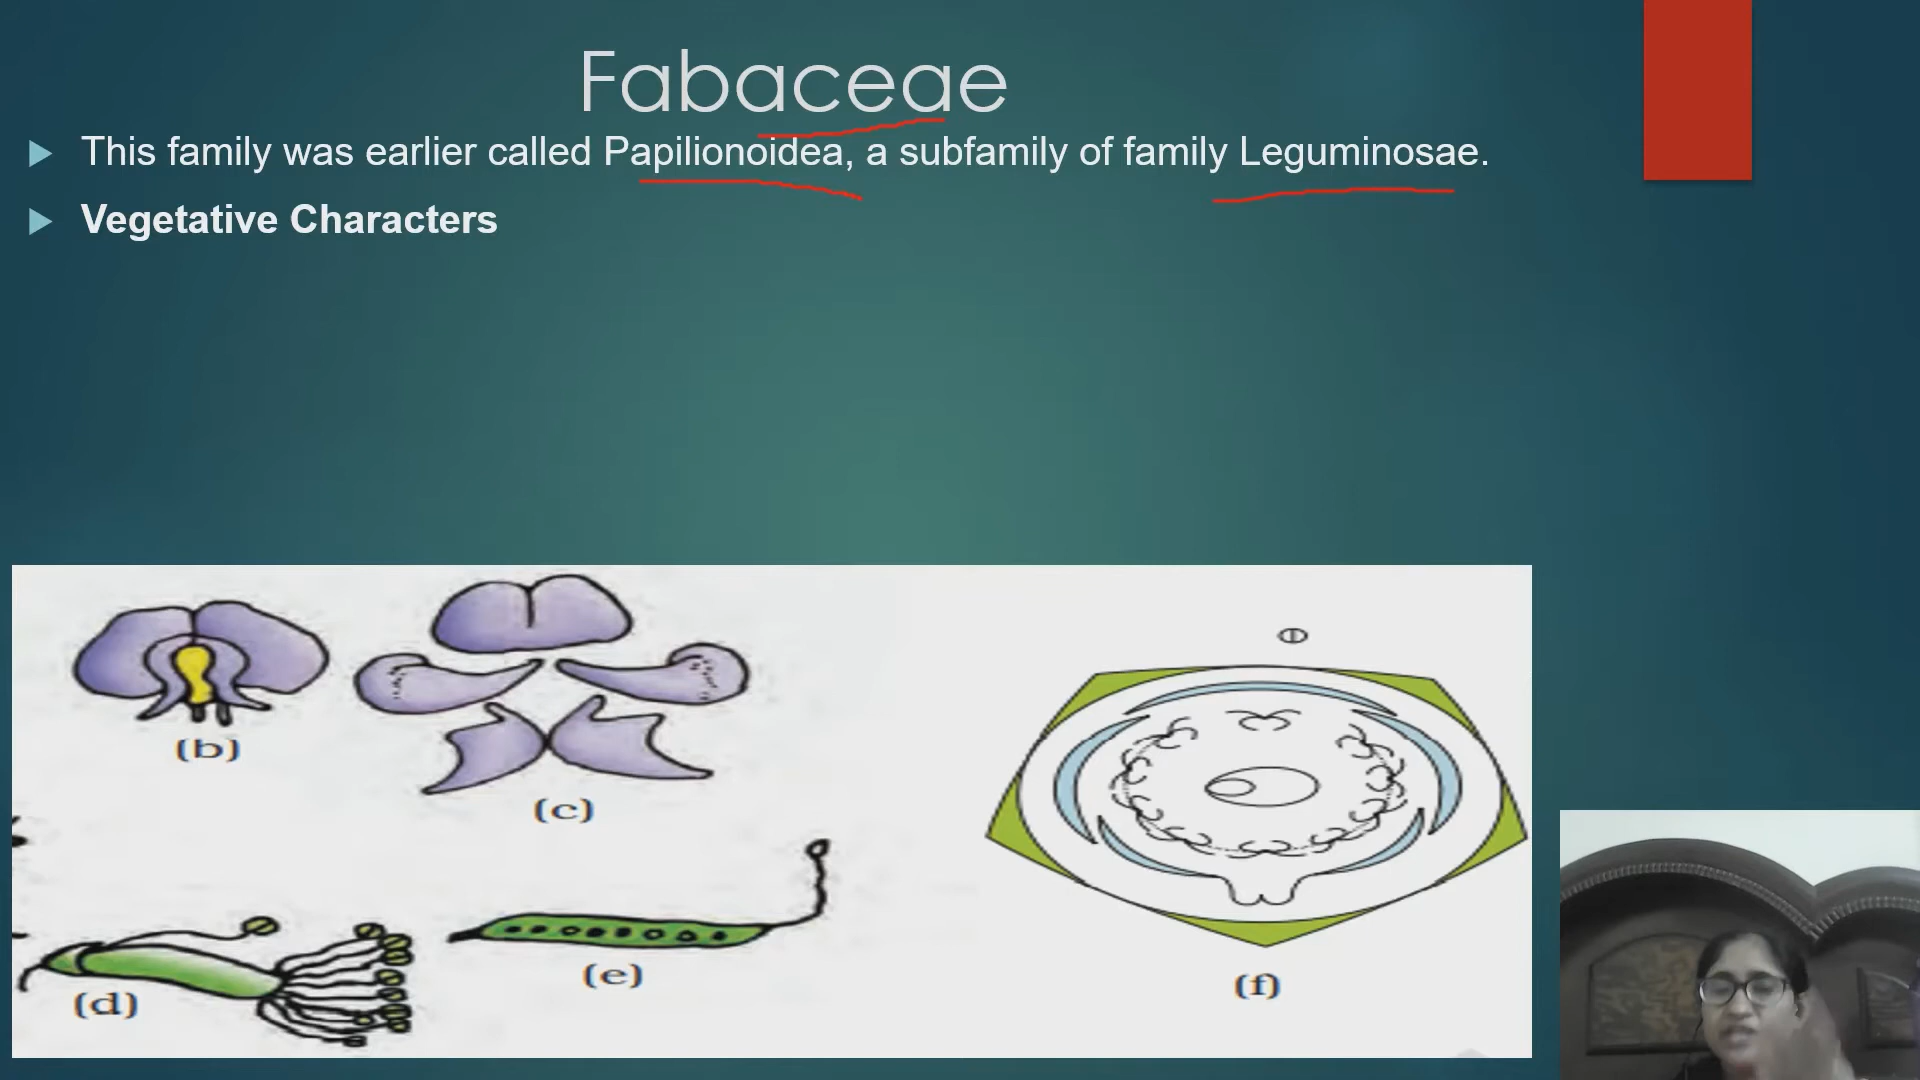 Fabaceae
This family was earlier called Papilionoidea, a subfamily of family Leguminosae.
Vegetative Characters
(b)
(c)
(d)
(e)
(f)